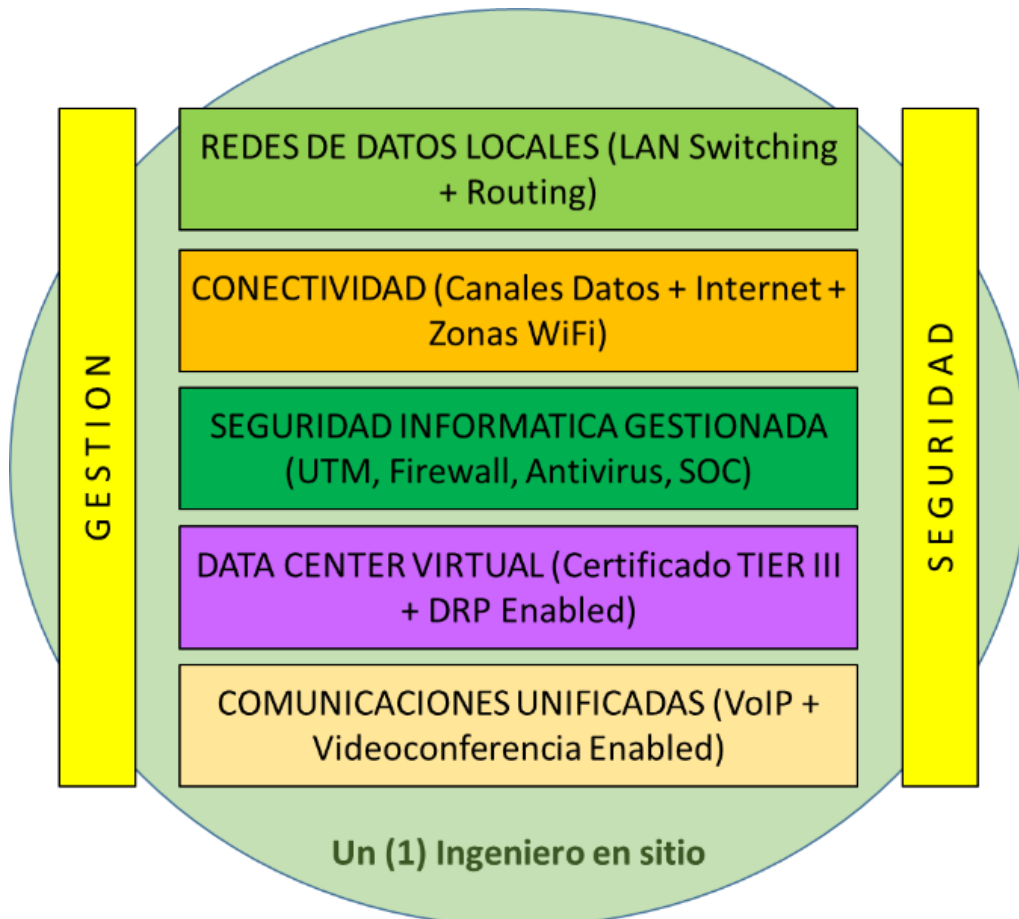 GESTION
REDES DE DATOS LOCALES (LAN Switching
+ Routing)
CONECTIVIDAD (Canales Datos + Internet +
Zonas WiFi)
SEGURIDAD INFORMATICA GESTIONADA
(UTM, Firewall, Antivirus, SOC)
DATA CENTER VIRTUAL (Certificado TIER III
+ DRP Enabled)
COMUNICACIONES UNIFICADAS (VoIP +
Videoconferencia Enabled)
SEGURIDAD
Un (1) Ingeniero en sitio